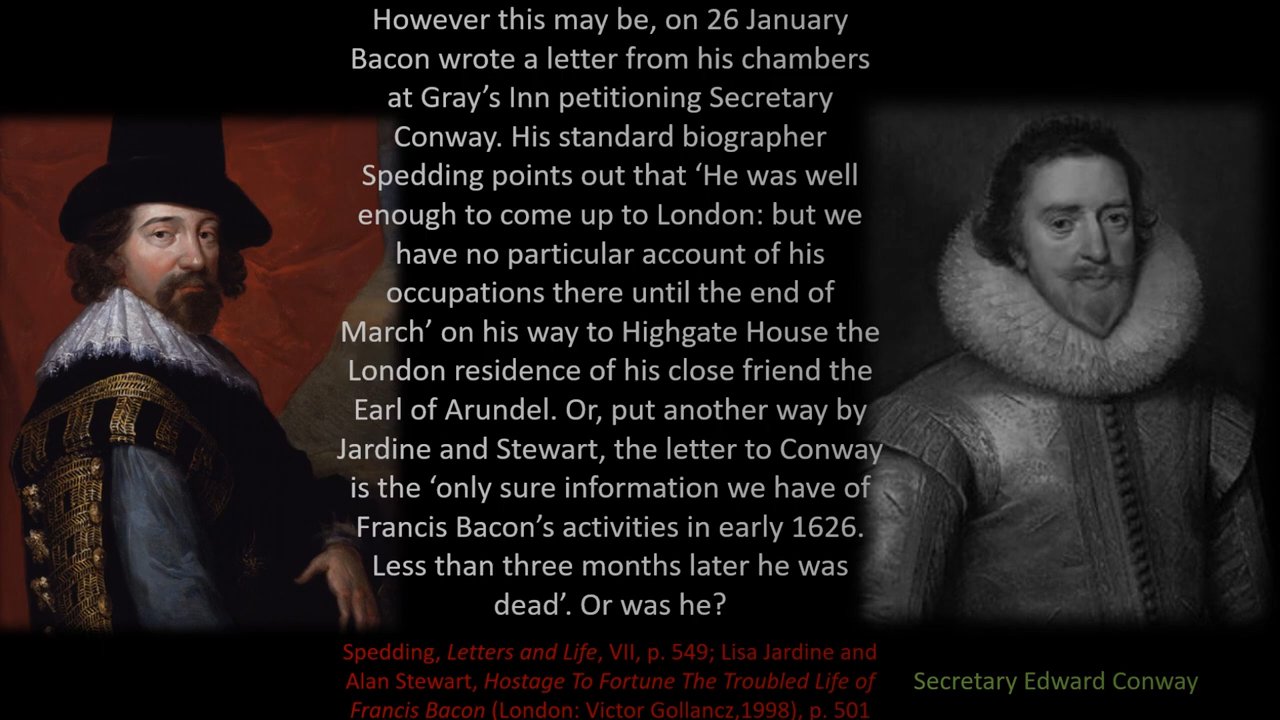 However this may be, on 26 January
Bacon wrote a letter from his chambers
at Gray’s Inn petitioning Secretary
Conway. His standard biographer
Spedding points out that ‘He was well
enough to come up to London: but we
have no particular account of his
occupations there until the end of
March’ on his way to Highgate House the
London residence of his close friend the
Earl of Arundel. Or, put another way by
Jardine and Stewart, the letter to Conway
is the ‘only sure information we have of
Francis Bacon’s activities in early 1626.
Less than three months later he was
dead’. Or was he?
Spedding, Letters and Life, VII, p. 549; Lisa Jardine and
Alan Stewart, Hostage To Fortune The Troubled Life of
Francis Bacon (London: Victor Gollancz,1998), p. 501
Secretary Edward Conway